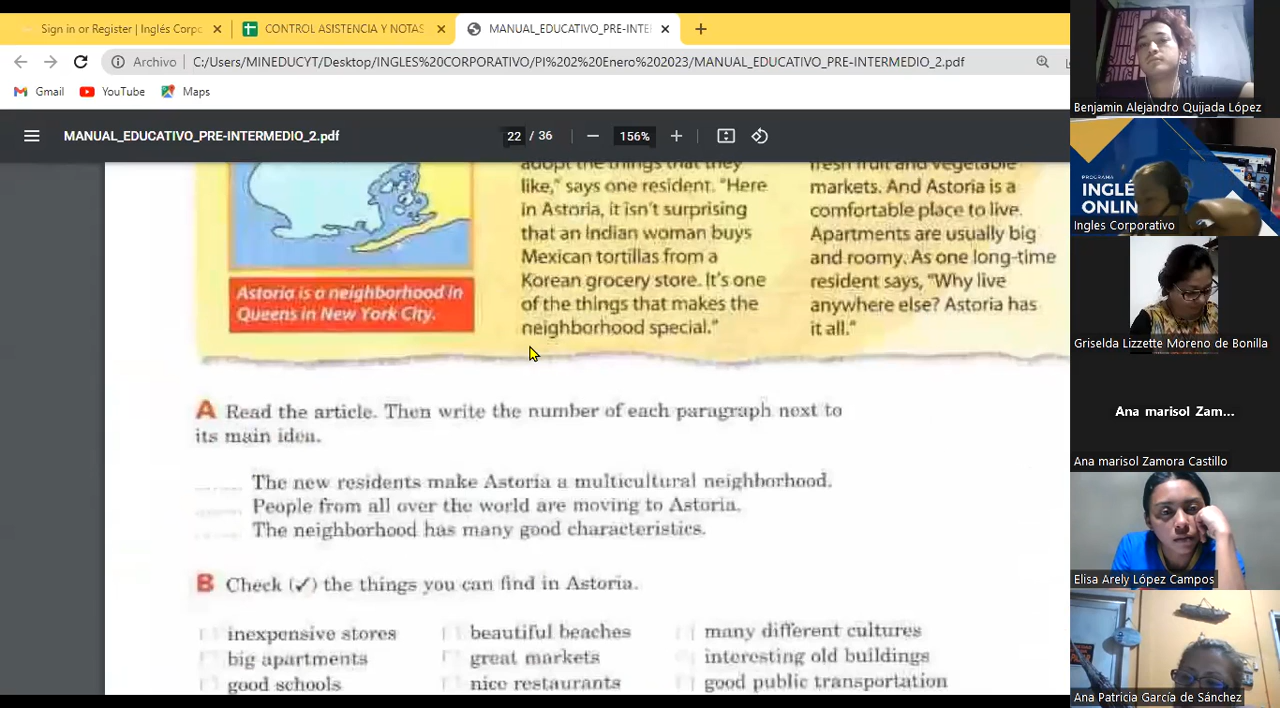 Sign in or Register | Inglés Corpo
CONTROL ASISTENCIA Y NOTAS
MANUAL_EDUCATIVO_PRE-INTE
Archivo
C:/Users/MINEDUCYT/Desktop/INGLES%20CORPORATIVO/PI%202%20Enero%202023/MANUAL_EDUCATIVO_PRE-INTERMEDIO_2.pdf
Gmail
YouTube
Maps
MANUAL_EDUCATIVO_PRE-INTERMEDIO_2.pdf
22 / 36
156%
adopt the things that they
like," says one resident. "Here
in Astoria, it isn't surprising
that an Indian woman buys
Mexican tortillas from a
Korean grocery store. It's one
of the things that makes the
neighborhood special."
fresh fruit and vegetable
markets. And Astoria is a
comfortable place to live.
Apartments are usually big
and roomy. As one long-time
resident says, "Why live
anywhere else? Astoria has
it all."
Astoria is a neighborhood in
Queens in New York City.
A Read the article. Then write the number of each paragraph next to
its main idea.
The new residents make Astoria a multicultural neighborhood.
People from all over the world are moving to Astoria.
The neighborhood has many good characteristics.
B Check (✓) the things you can find in Astoria.
inexpensive stores
beautiful beaches
many different cultures
big apartments
great markets
interesting old buildings
good schools
nice restaurants
good public transportation
Benjamin Alejandro Quijada López
PROGRAMA
INGLÉ
ONLIN
Ingles Corporativo
Griselda Lizzette Moreno de Bonilla
Ana marisol Zam...
Ana marisol Zamora Castillo
Elisa Arely López Campos
Ana Patricia García de Sánchez